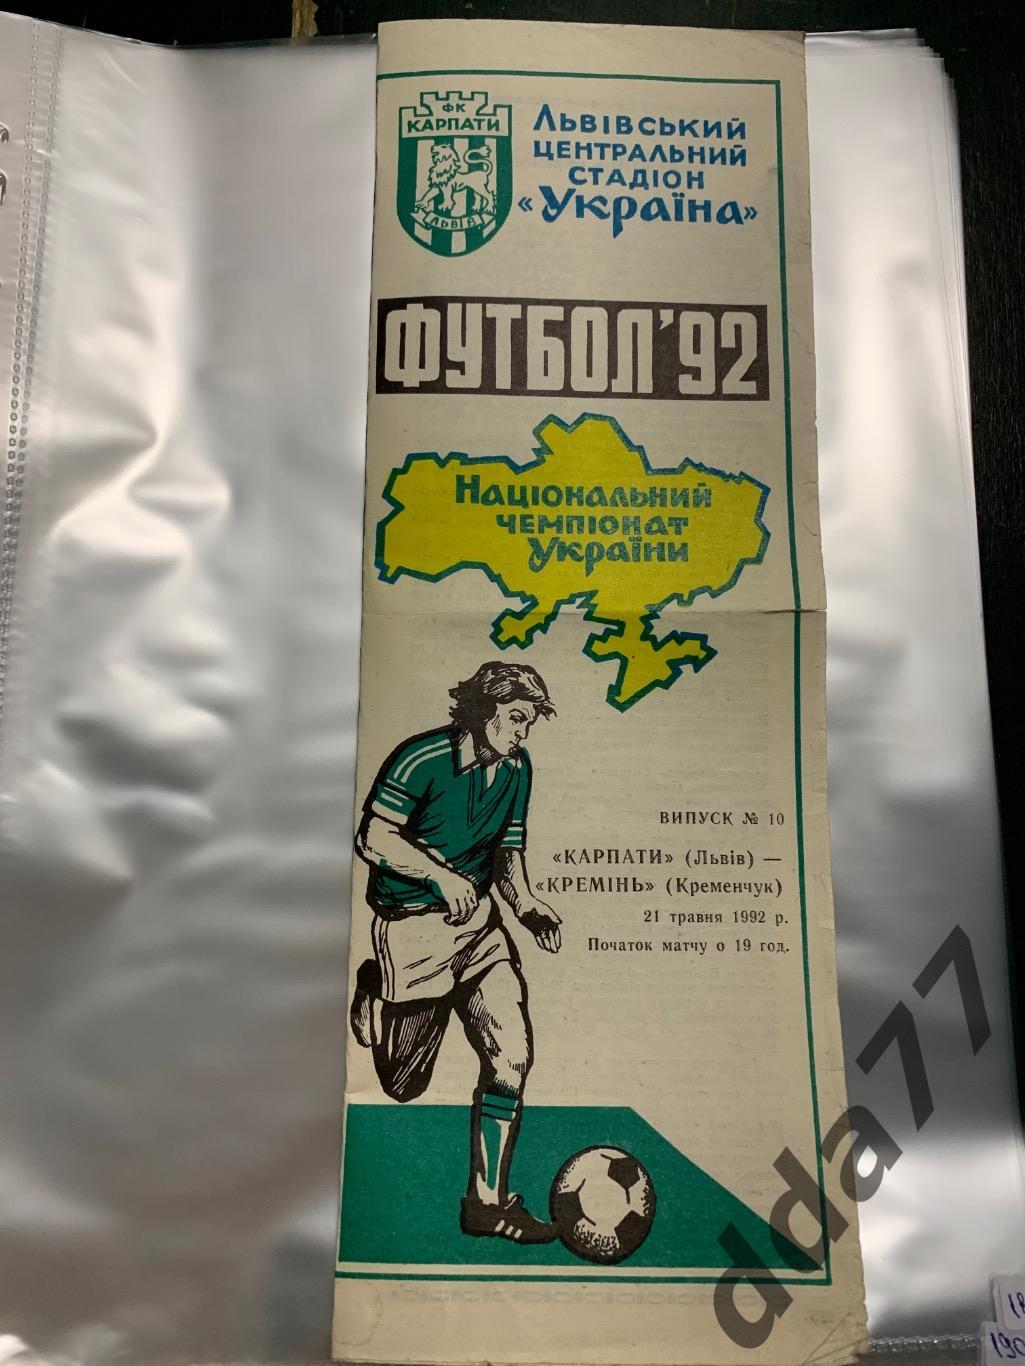 ФК
КАРПАТИ
ЛЬВІВ
ЛЬВІВСЬКИЙ
ЦЕНТРАЛЬНИЙ
СТАДІОН
«УКРАЇНА»
ФУТБОЛ'92
НАЦІОНАЛЬНИЙ
ЧЕМПІОНАТ
УКРАЇНИ
ВИПУСК № 10
«КАРПАТИ» (Львів) —
«КРЕМІНЬ» (Кременчук)
21 травня 1992 р.
Початок матчу о 19 год.
dda77